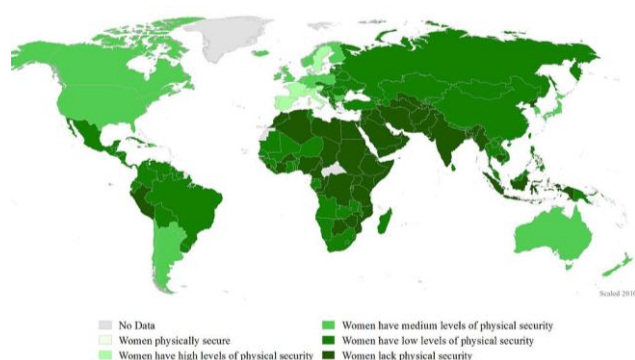 Scaled 2010
No Data
Women physically secure
Women have high levels of physical security
Women have medium levels of physical security
Women have low levels of physical security
Women lack physical security